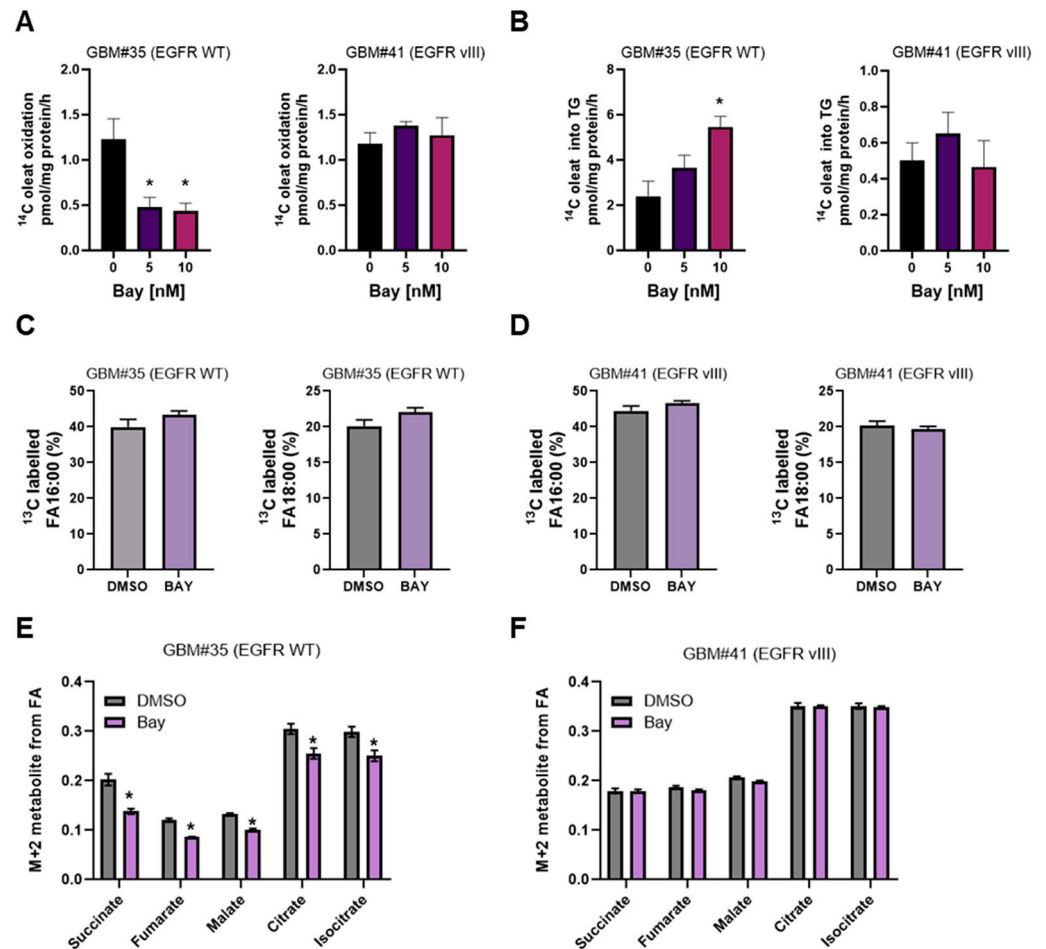 A
GBM#35 (EGFR WT)
¹⁴C oleat oxidation
pmol/mg protein/h
2.0
1.5
1.0
0.5
0.0
* *
0 5 10
Bay [nM]
GBM#41 (EGFR vIII)
¹⁴C oleat oxidation
pmol/mg protein/h
2.0
1.5
1.0
0.5
0.0
0 5 10
Bay [nM]
B
GBM#35 (EGFR WT)
¹⁴C oleat into TG
pmol/mg protein/h
8
6
4
2
0
*
0 5 10
Bay [nM]
GBM#41 (EGFR vIII)
¹⁴C oleat into TG
pmol/mg protein/h
1.0
0.8
0.6
0.4
0.2
0.0
0 5 10
Bay [nM]
C
GBM#35 (EGFR WT)
¹³C labelled
FA16:00 (%)
50
40
30
20
10
0
DMSO BAY
GBM#35 (EGFR WT)
¹³C labelled
FA18:00 (%)
25
20
15
10
5
0
DMSO BAY
D
GBM#41 (EGFR vIII)
¹³C labelled
FA16:00 (%)
50
40
30
20
10
0
DMSO BAY
GBM#41 (EGFR vIII)
¹³C labelled
FA18:00 (%)
25
20
15
10
5
0
DMSO BAY
E
GBM#35 (EGFR WT)
M+2 metabolite from FA
0.4
0.3
0.2
0.1
0.0
DMSO
Bay
* * * * *
Succinate
Fumarate
Malate
Citrate
Isocitrate
F
GBM#41 (EGFR vIII)
M+2 metabolite from FA
0.4
0.3
0.2
0.1
0.0
DMSO
Bay
Succinate
Fumarate
Malate
Citrate
Isocitrate